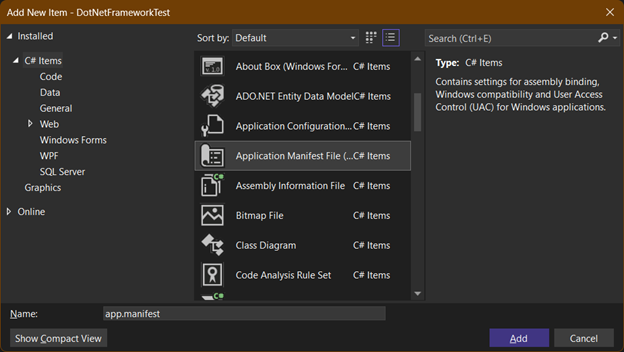 Add New Item - DotNetFrameworkTest
Installed
C# Items
Code
Data
General
Web
Windows Forms
WPF
SQL Server
Graphics
Online
Sort by: Default
About Box (Windows For... C# Items
ADO.NET Entity Data Model C# Items
Application Configuration... C# Items
Application Manifest File (... C# Items
Assembly Information File C# Items
Bitmap File C# Items
Class Diagram C# Items
Code Analysis Rule Set C# Items
Search (Ctrl+E)
Type: C# Items
Contains settings for assembly binding,
Windows compatibility and User Access
Control (UAC) for Windows applications.
Name: app.manifest
Show Compact View
Add
Cancel